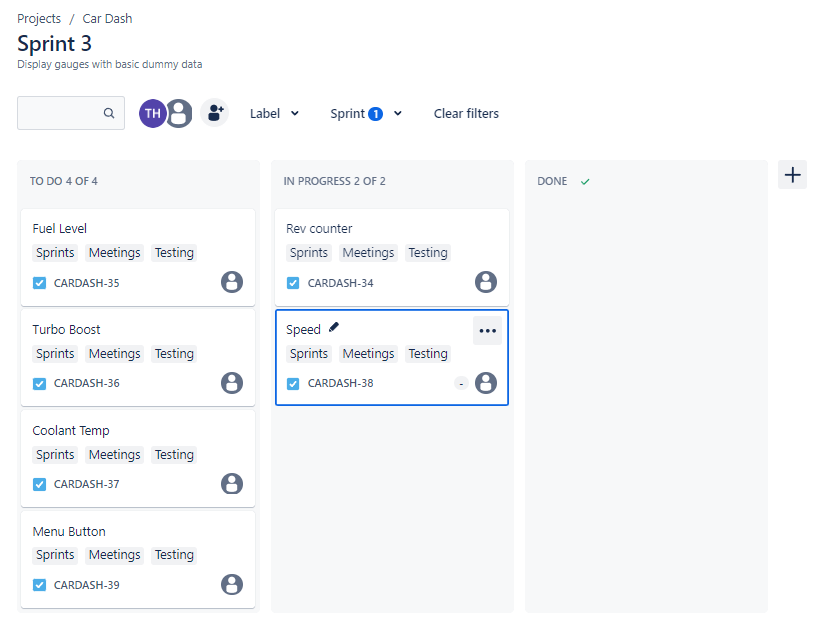 Projects / Car Dash
Sprint 3
Display gauges with basic dummy data
TH Label Sprint 1 Clear filters
TO DO 4 OF 4
Fuel Level
Sprints Meetings Testing
CARDASH-35
Turbo Boost
Sprints Meetings Testing
CARDASH-36
Coolant Temp
Sprints Meetings Testing
CARDASH-37
Menu Button
Sprints Meetings Testing
CARDASH-39
IN PROGRESS 2 OF 2
Rev counter
Sprints Meetings Testing
CARDASH-34
Speed
Sprints Meetings Testing
CARDASH-38 -
DONE